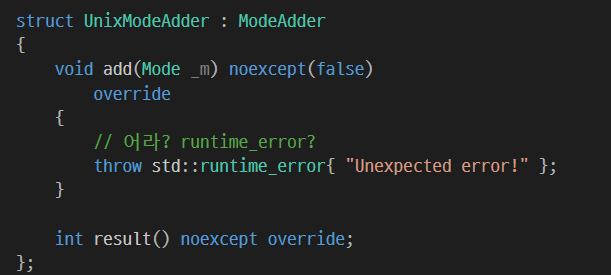 struct UnixModeAdder : ModeAdder
{
    void add(Mode _m) noexcept(false)
        override
    {
        // 어라? runtime_error?
        throw std::runtime_error{ "Unexpected error!" };
    }

    int result() noexcept override;
};